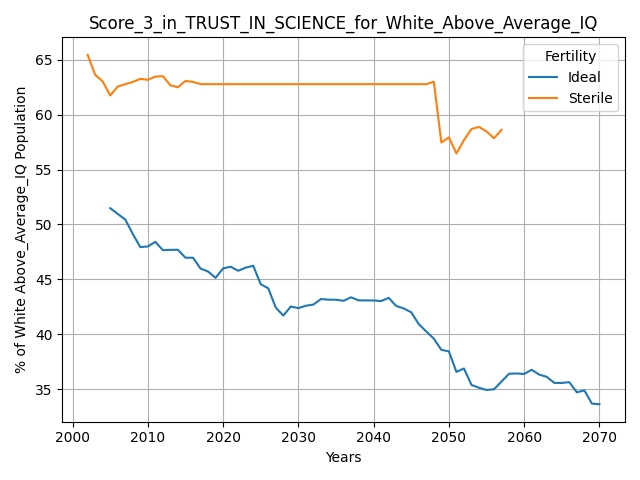 Score_3_in_TRUST_IN_SCIENCE_for_White_Above_Average_IQ
% of White Above_Average_IQ Population
65
60
55
50
45
40
35
Fertility
Ideal
Sterile
2000 2010 2020 2030 2040 2050 2060 2070
Years